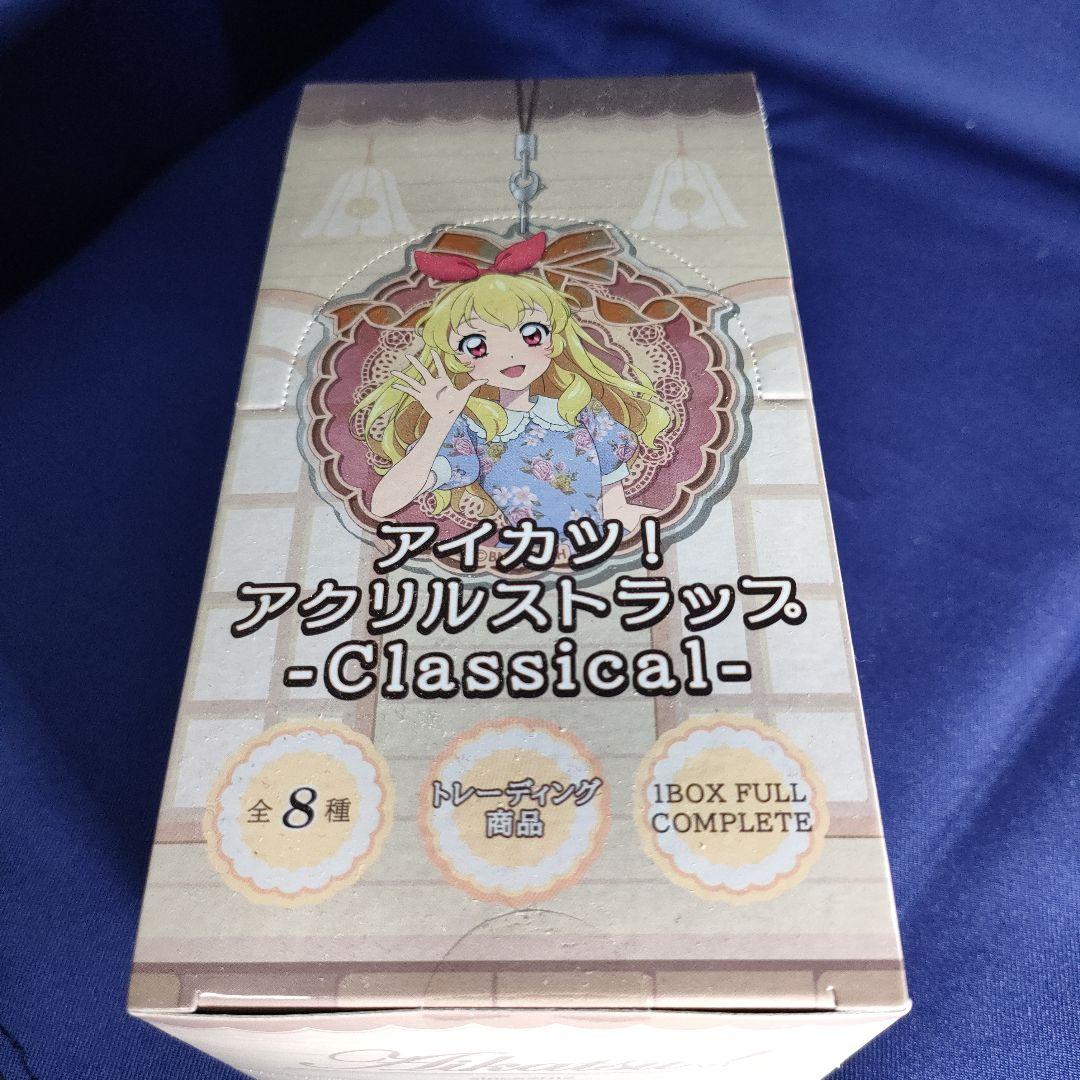 アイカツ!
アクリルストラップ
-Classical-
全8種
トレーディング
商品
1BOX FULL
COMPLETE
Aikatsu!